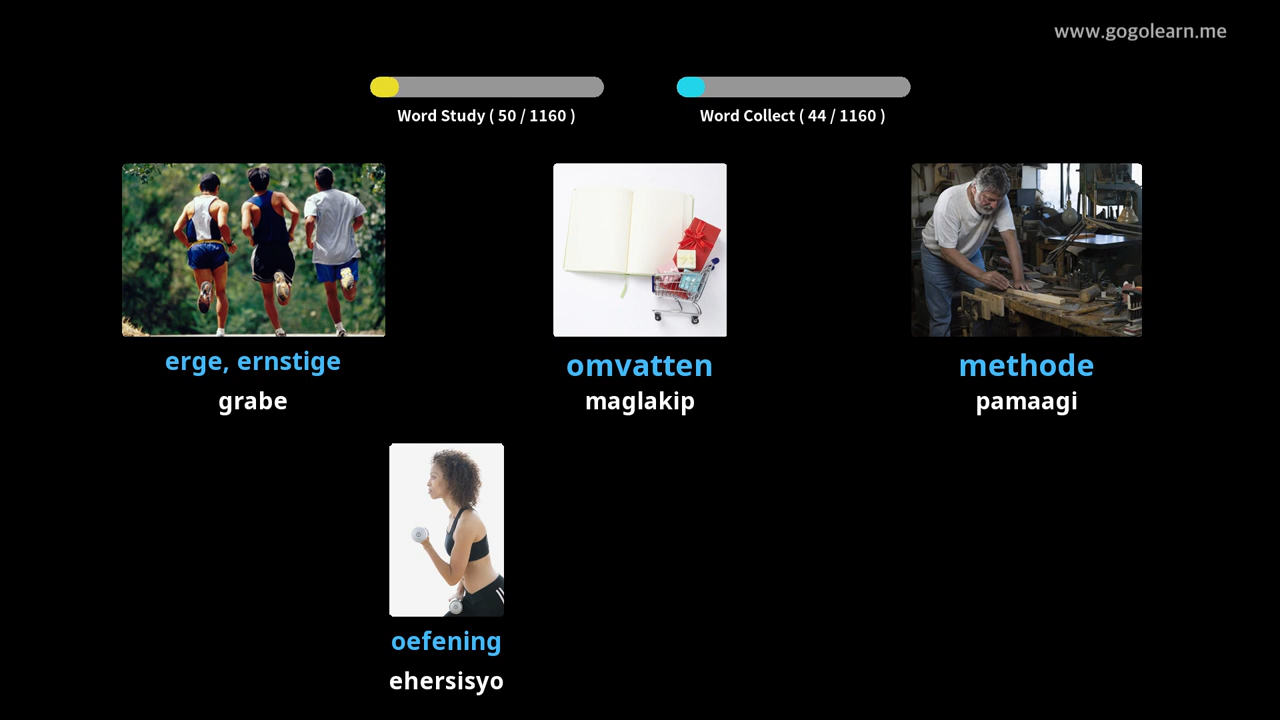 www.gogolearn.me
Word Study ( 50 / 1160 )
Word Collect ( 44 / 1160 )
erge, ernstige
grabe
omvatten
maglakip
methode
pamaagi
oefening
ehersisyo